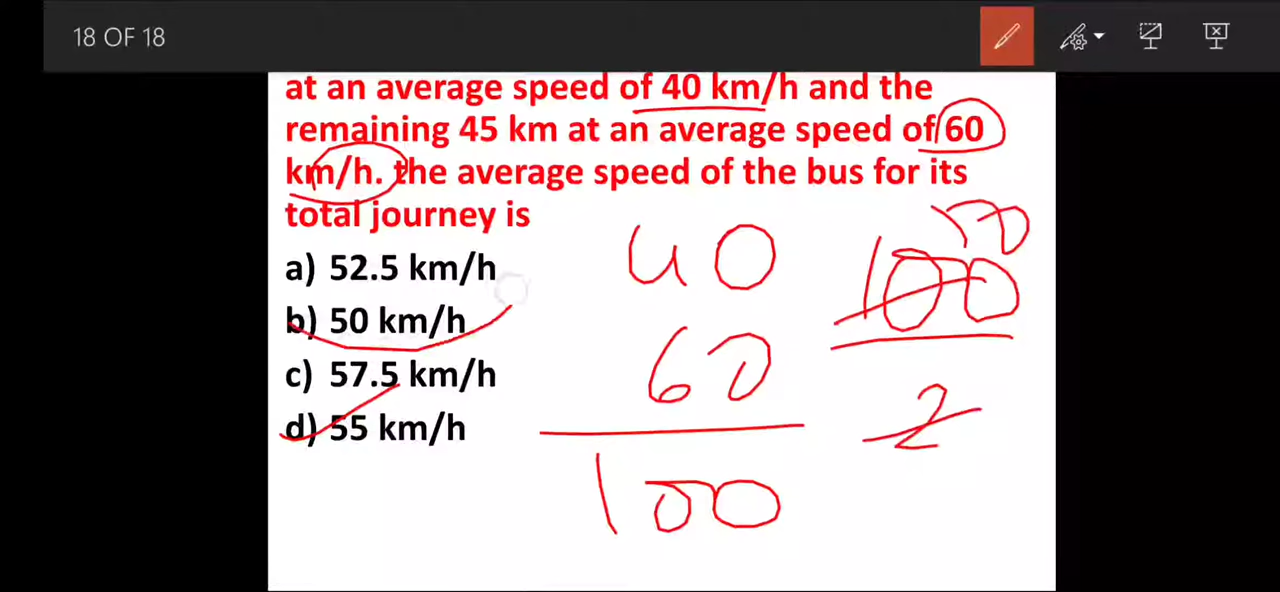 18 OF 18
at an average speed of 40 km/h and the
remaining 45 km at an average speed of 60
km/h. the average speed of the bus for its
total journey is
a) 52.5 km/h
b) 50 km/h
c) 57.5 km/h
d) 55 km/h
40
60
100
50
100
2